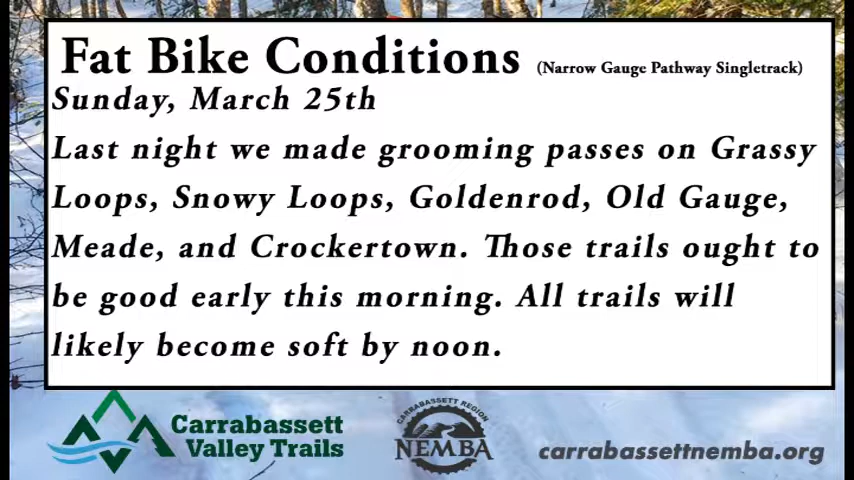 Fat Bike Conditions (Narrow Gauge Pathway Singletrack)
Sunday, March 25th
Last night we made grooming passes on Grassy
Loops, Snowy Loops, Goldenrod, Old Gauge,
Meade, and Crockertown. Those trails ought to
be good early this morning. All trails will
likely become soft by noon.
Carrabassett
Valley Trails
CARRABASSETT REGION
NEMBA
carrabassettnemba.org